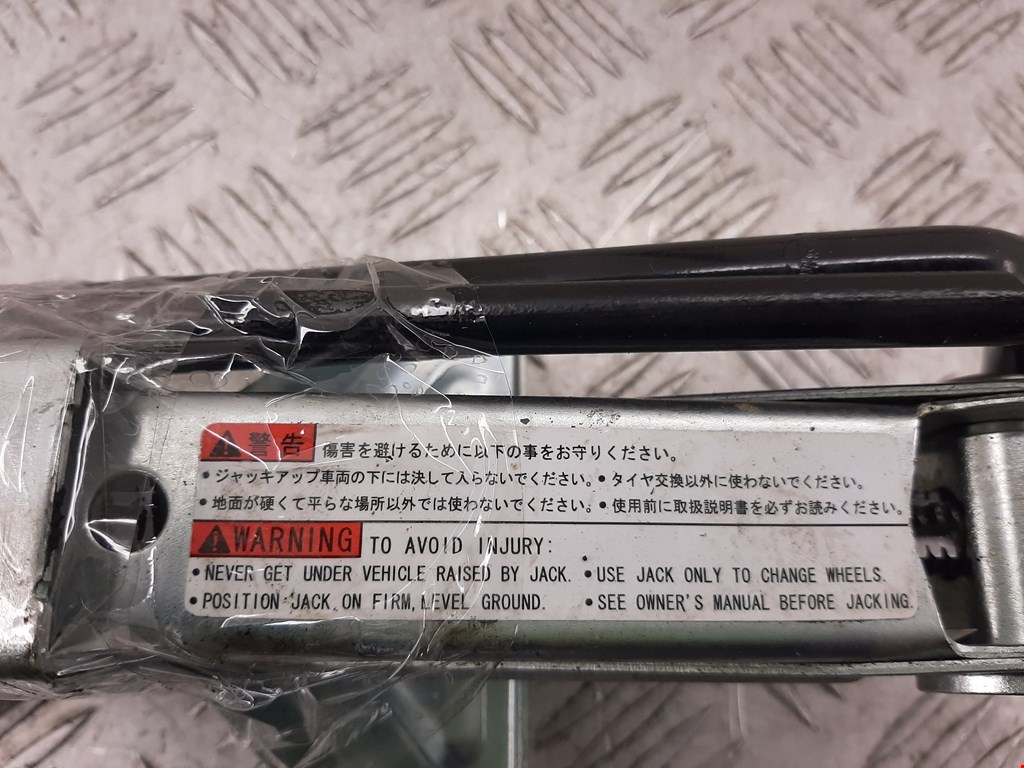 警告 傷害を避けるために以下の事をお守りください。
• ジャッキアップ車両の下には決して入らないでください。 • タイヤ交換以外に使わないでください。
• 地面が硬くて平らな場所以外では使わないでください。 • 使用前に取扱説明書を必ずお読みください。
WARNING TO AVOID INJURY:
• NEVER GET UNDER VEHICLE RAISED BY JACK. • USE JACK ONLY TO CHANGE WHEELS.
• POSITION JACK ON FIRM, LEVEL GROUND. • SEE OWNER'S MANUAL BEFORE JACKING.